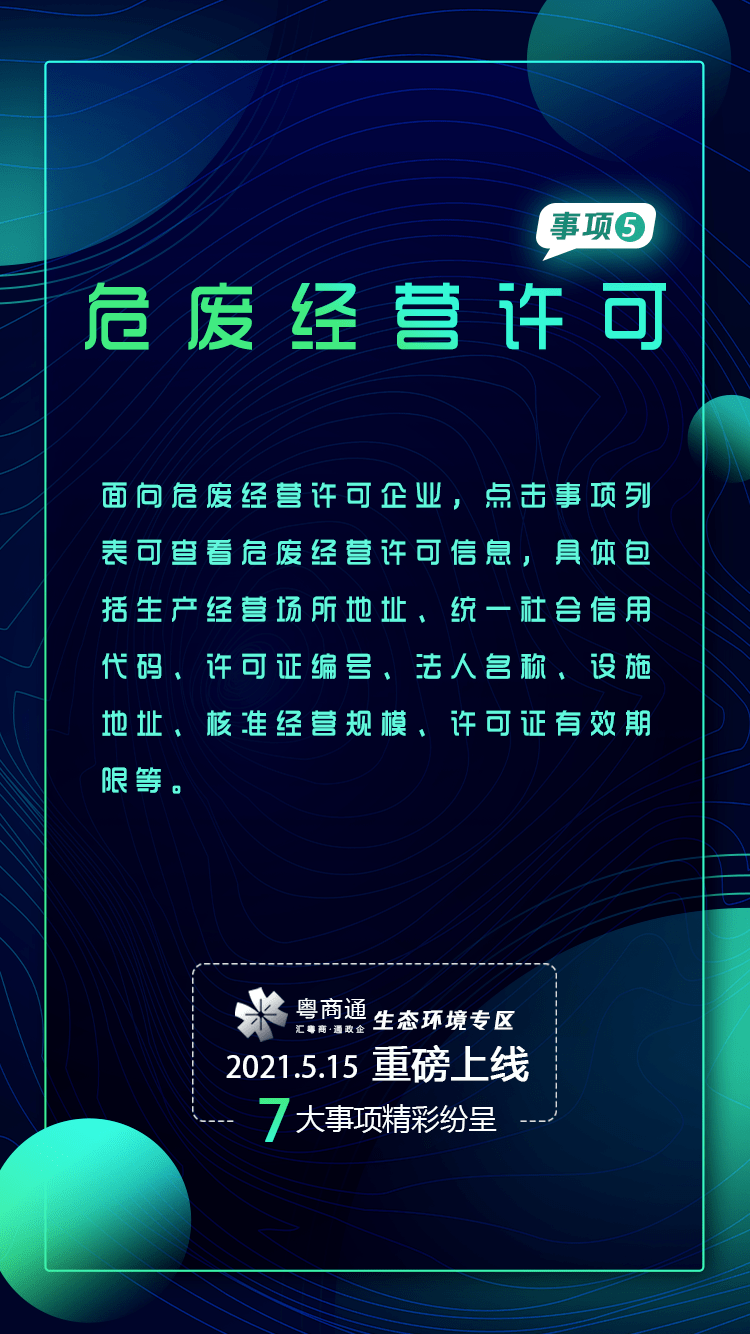 事项5
危废经营许可
面向危废经营许可企业，点击事项列
表可查看危废经营许可信息，具体包
括生产经营场所地址、统一社会信用
代码、许可证编号、法人名称、设施
地址、核准经营规模、许可证有效期
限等。
粤商通 生态环境专区
汇粤商·通政企
2021.5.15 重磅上线
7大事项精彩纷呈